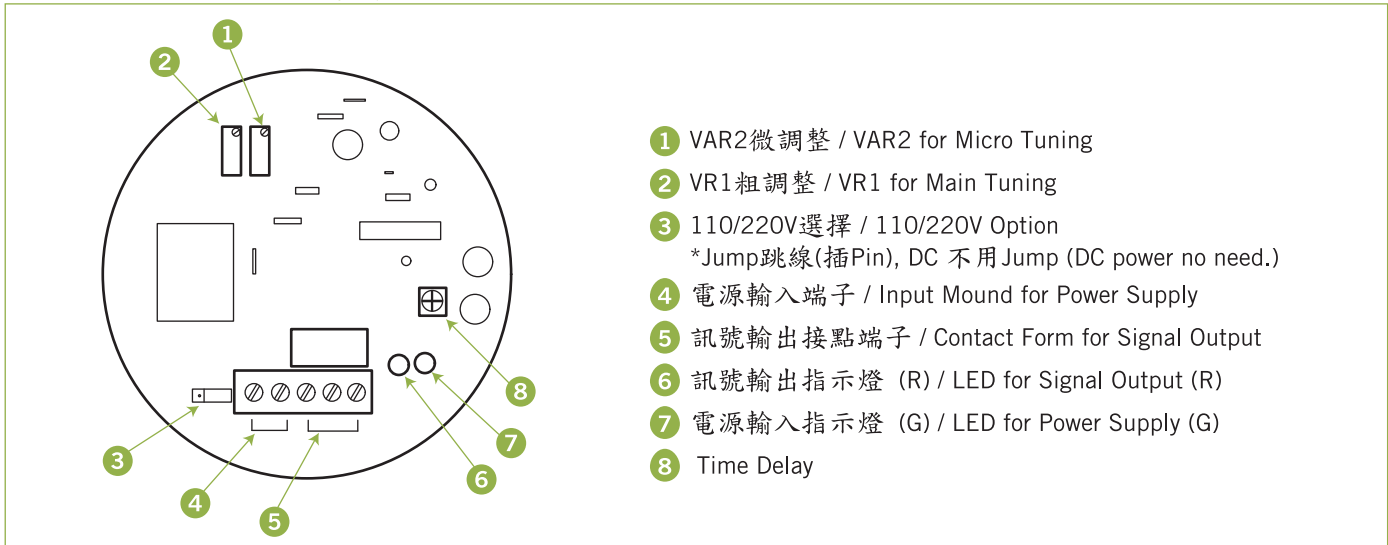 1
2
3
4
5
6
7
8
1 VAR2微調整 / VAR2 for Micro Tuning
2 VR1粗調整 / VR1 for Main Tuning
3 110/220V選擇 / 110/220V Option
*Jump跳線(插Pin), DC 不用Jump (DC power no need.)
4 電源輸入端子 / Input Mound for Power Supply
5 訊號輸出接點端子 / Contact Form for Signal Output
6 訊號輸出指示燈 (R) / LED for Signal Output (R)
7 電源輸入指示燈 (G) / LED for Power Supply (G)
8 Time Delay